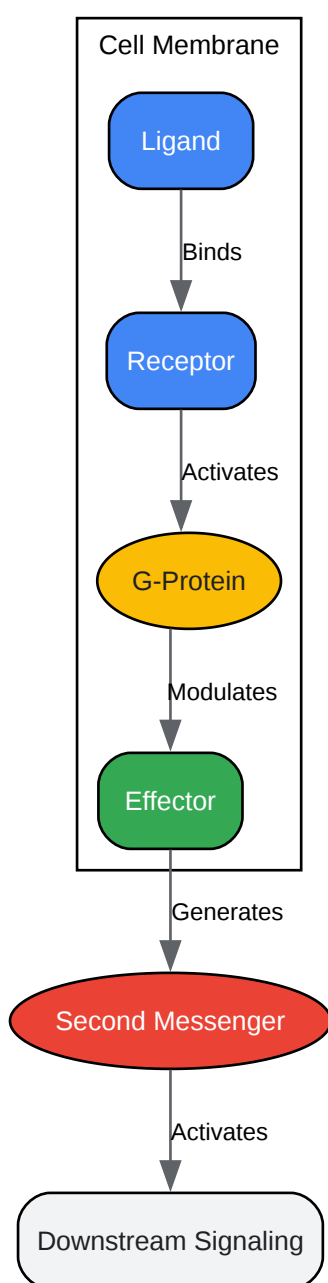 Cell Membrane
Ligand
Binds
Receptor
Activates
G-Protein
Modulates
Effector
Generates
Second Messenger
Activates
Downstream Signaling